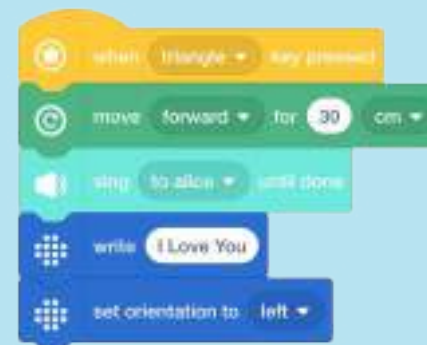 when triangle key pressed
move forward for 30 cm
sing to alice until done
write I Love You
set orientation to left